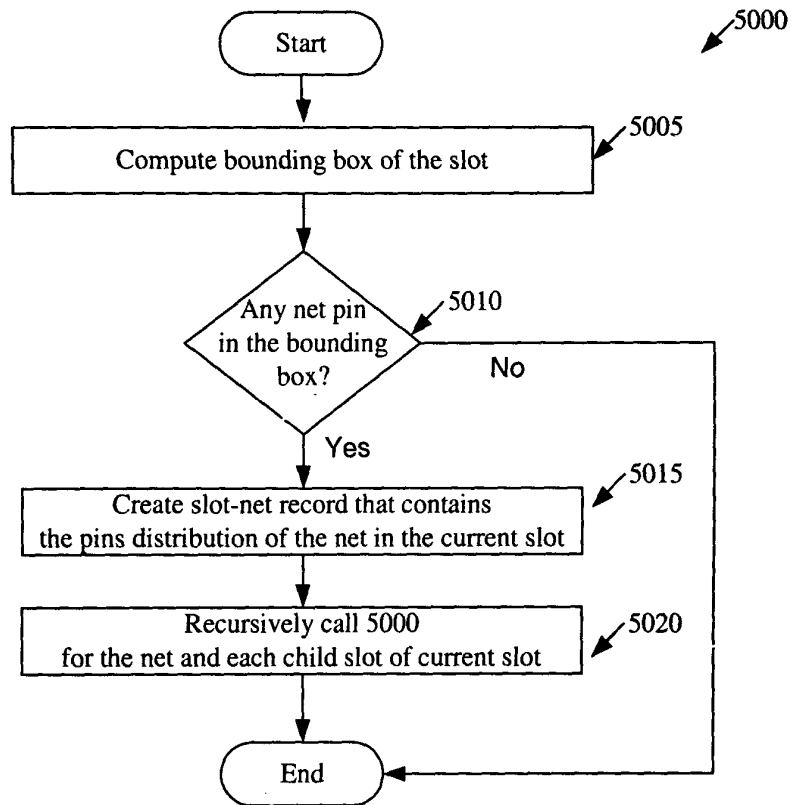 Start
5000
5005
Compute bounding box of the slot
5010
Any net pin
in the bounding
box?
No
Yes
5015
Create slot-net record that contains
the pins distribution of the net in the current slot
5020
Recursively call 5000
for the net and each child slot of current slot
End